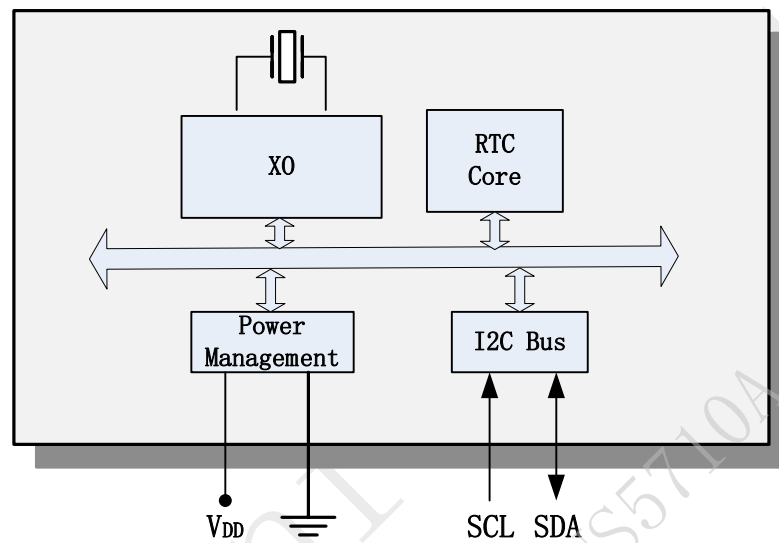 XO
RTC
Core
Power
Management
I2C Bus
VDD
SCL SDA